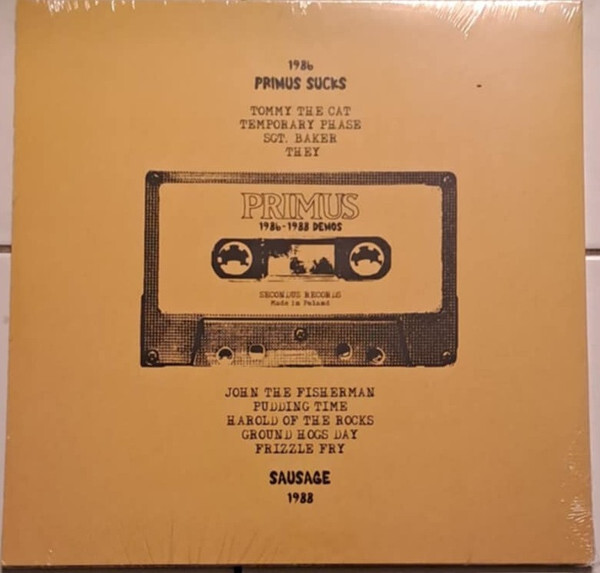 1986
PRIMUS SUCKS
TOMMY THE CAT
TEMPORARY PHASE
SGT. BAKER
THEY
PRIMUS
1986-1988 DEMOS
SECONDUS RECORDS
Made in Poland
JOHN THE FISHERMAN
PUDDING TIME
HAROLD OF THE ROCKS
GROUND HOGS DAY
FRIZZLE FRY
SAUSAGE
1988